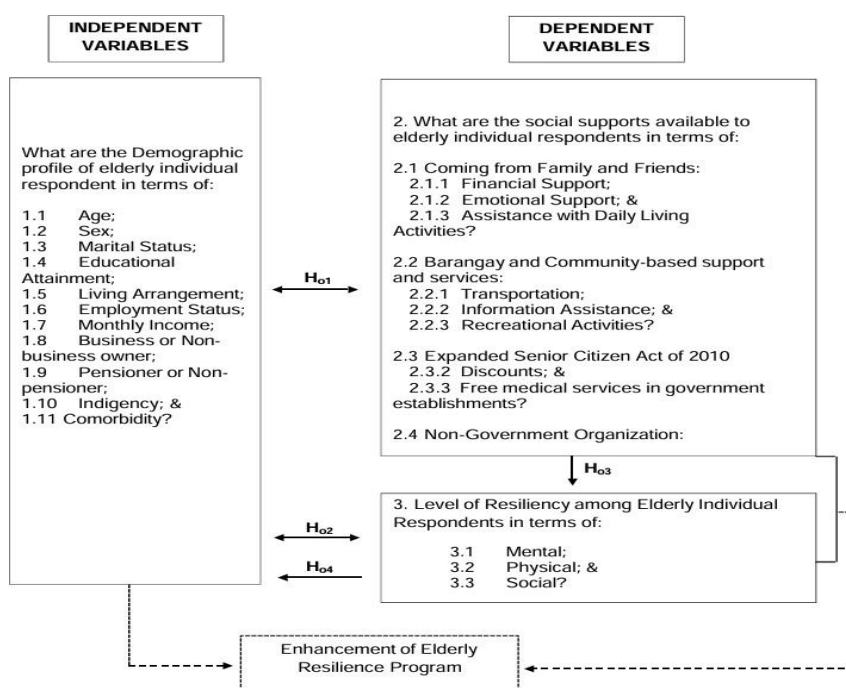 INDEPENDENT
VARIABLES
DEPENDENT
VARIABLES
What are the Demographic
profile of elderly individual
respondent in terms of:
1.1 Age;
1.2 Sex;
1.3 Marital Status;
1.4 Educational
Attainment;
1.5 Living Arrangement;
1.6 Employment Status;
1.7 Monthly Income;
1.8 Business or Non-
business owner;
1.9 Pensioner or Non-
pensioner;
1.10 Indigency; &
1.11 Comorbidity?
Ho1
2. What are the social supports available to
elderly individual respondents in terms of:
2.1 Coming from Family and Friends:
2.1.1 Financial Support;
2.1.2 Emotional Support; &
2.1.3 Assistance with Daily Living
Activities?
2.2 Barangay and Community-based support
and services:
2.2.1 Transportation;
2.2.2 Information Assistance; &
2.2.3 Recreational Activities?
2.3 Expanded Senior Citizen Act of 2010
2.3.2 Discounts; &
2.3.3 Free medical services in government
establishments?
2.4 Non-Government Organization:
Ho3
Ho2
Ho4
3. Level of Resiliency among Elderly Individual
Respondents in terms of:
3.1 Mental;
3.2 Physical; &
3.3 Social?
Enhancement of Elderly
Resilience Program